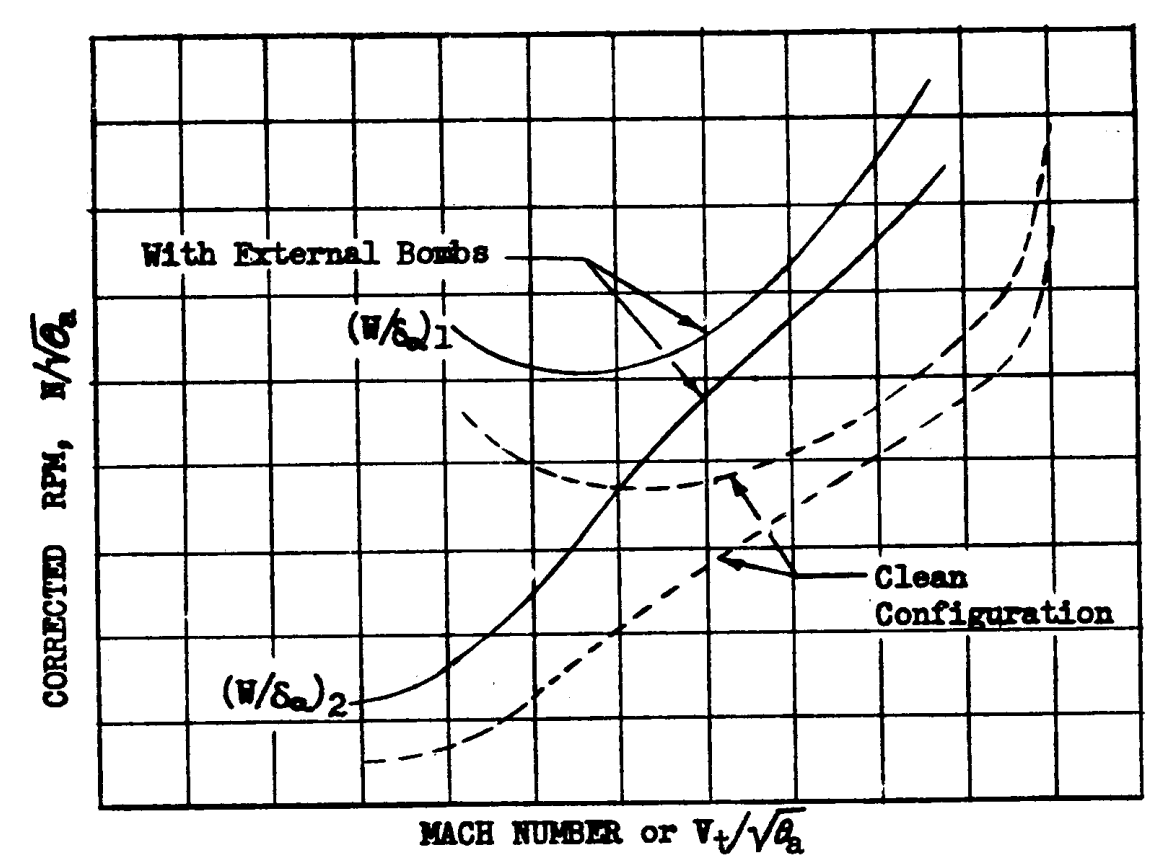 With External Bombs
(W/δₐ)₁
CORRECTED RPM, N/√θₐ
Clean
Configuration
(W/δₐ)₂
MACH NUMBER or Vₜ/√θₐ